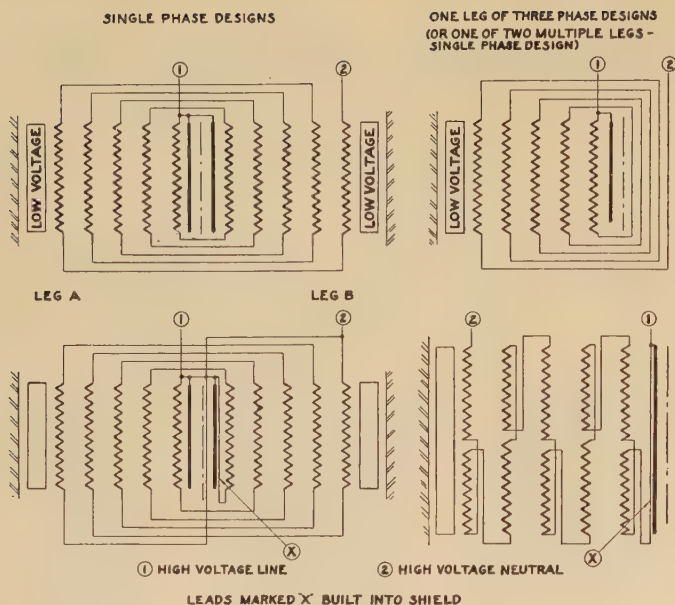 SINGLE PHASE DESIGNS
ONE LEG OF THREE PHASE DESIGNS
(OR ONE OF TWO MULTIPLE LEGS-
SINGLE PHASE DESIGN)
1 2
1 2
LOW VOLTAGE
LOW VOLTAGE
LOW VOLTAGE
LEG A LEG B
1 2
2 1
X
X
1 HIGH VOLTAGE LINE 2 HIGH VOLTAGE NEUTRAL
LEADS MARKED X BUILT INTO SHIELD